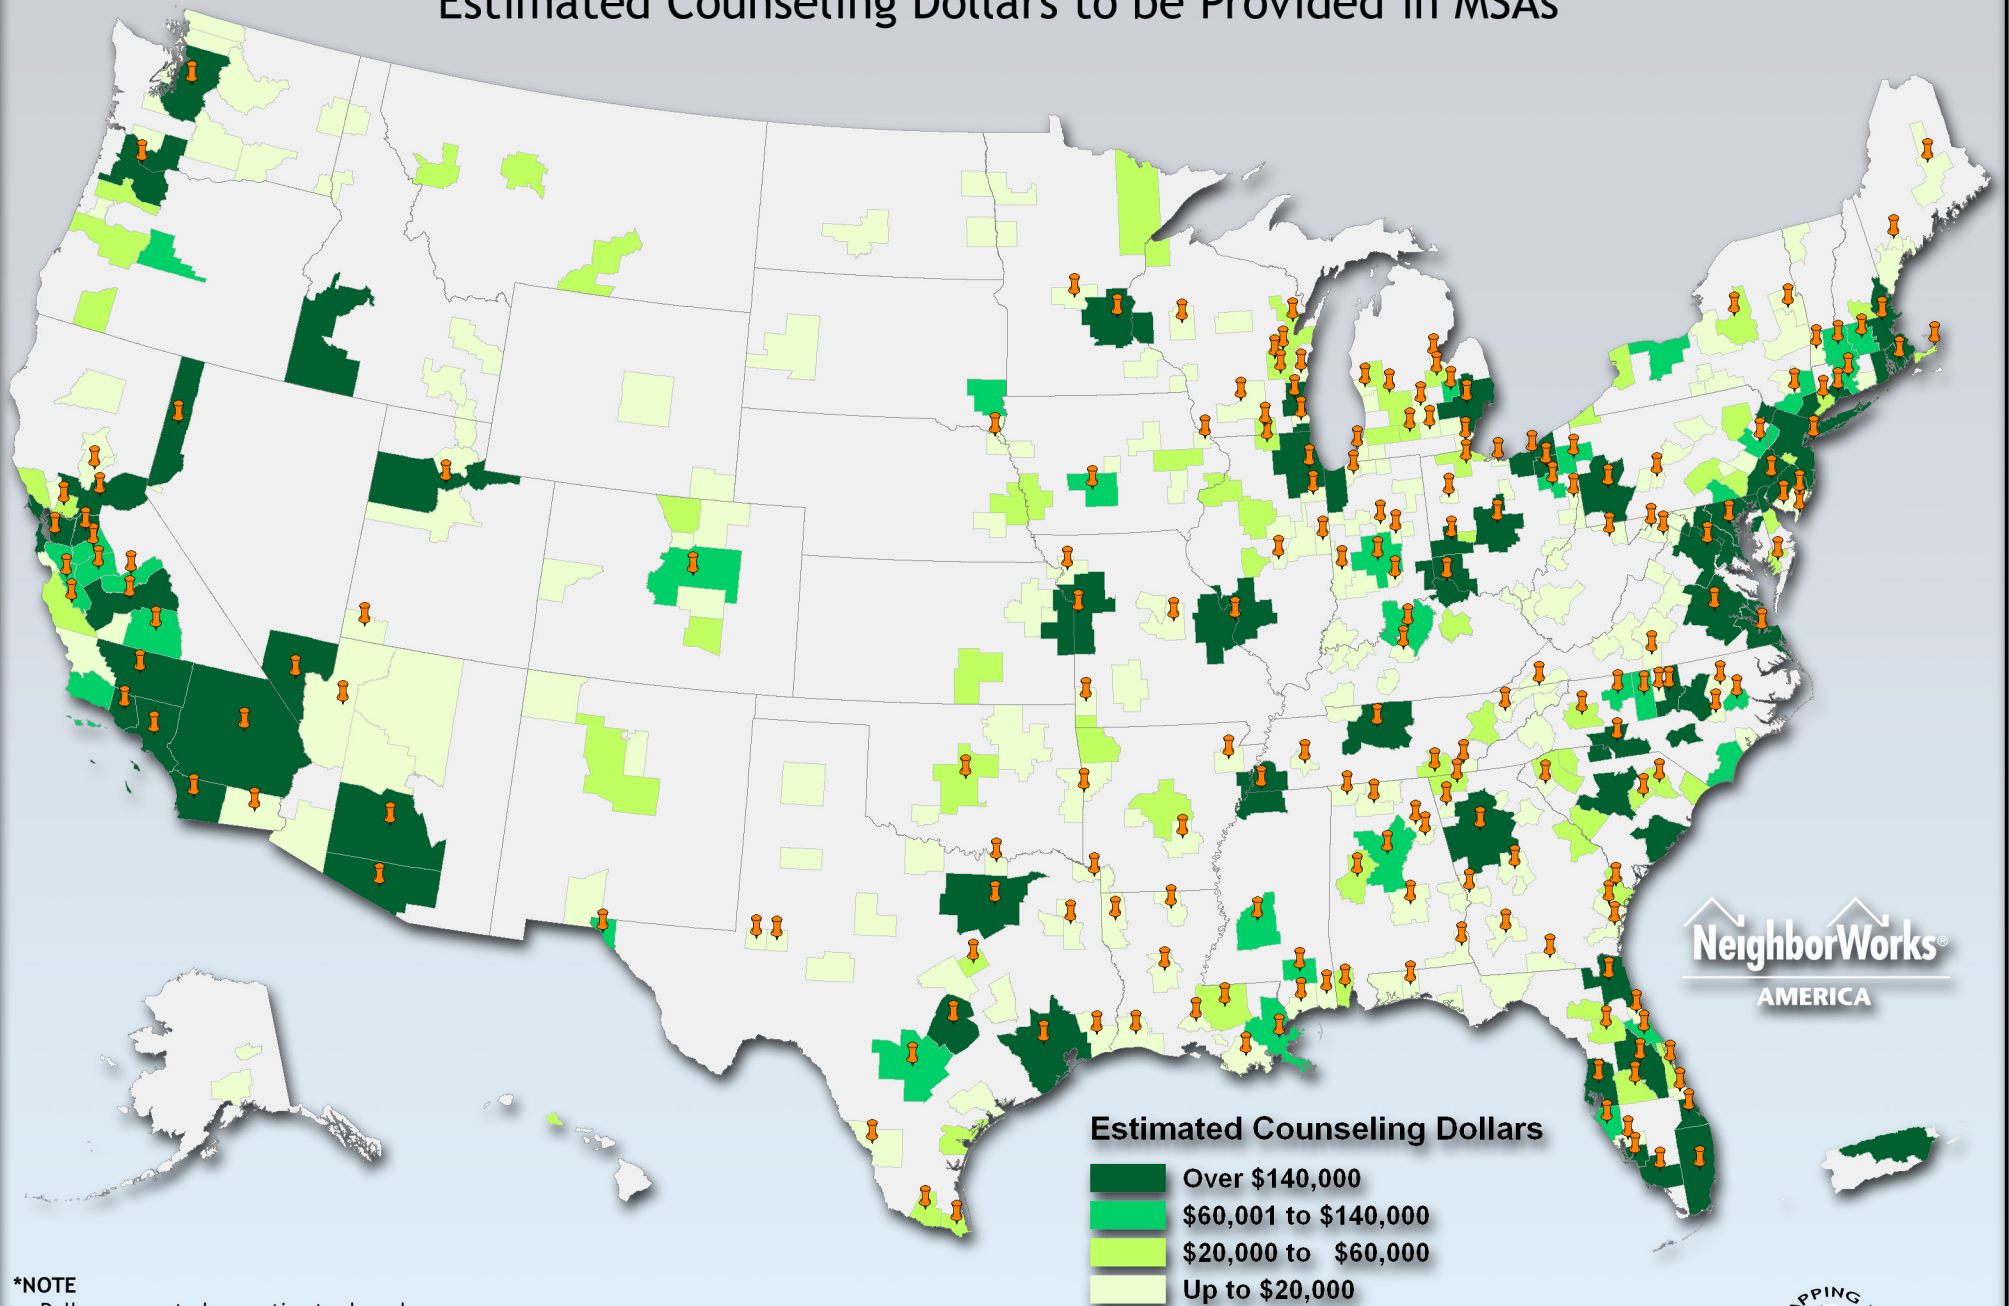 Estimated Counseling Dollars to be Provided in MSAs
NeighborWorks®
AMERICA
Estimated Counseling Dollars
Over $140,000
$60,001 to $140,000
$20,000 to $60,000
Up to $20,000
*NOTE